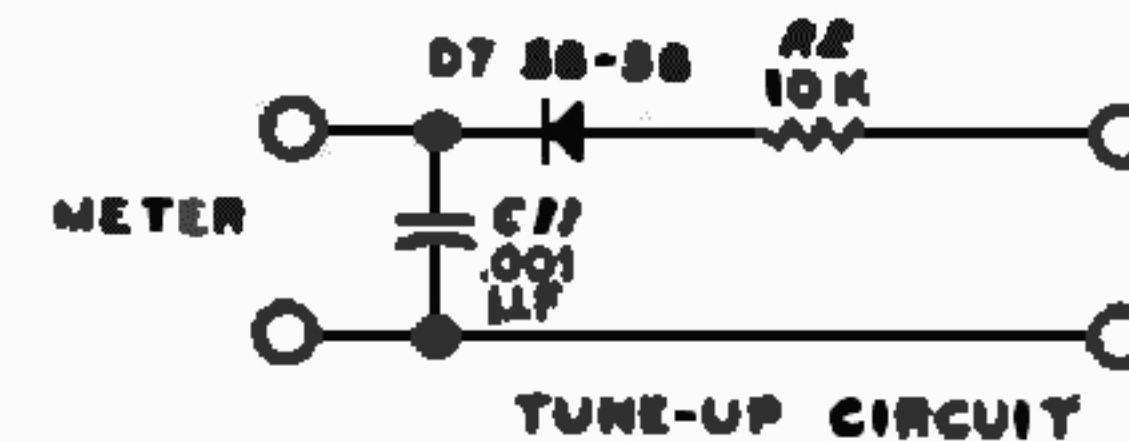 D7
R2
10K
METER
C11
.001
µF
TUNE-UP CIRCUIT